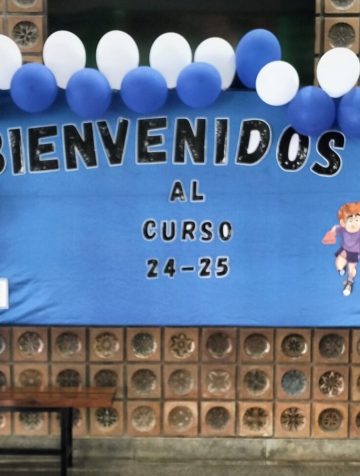 BIENVENIDOS
AL
CURSO
24-25